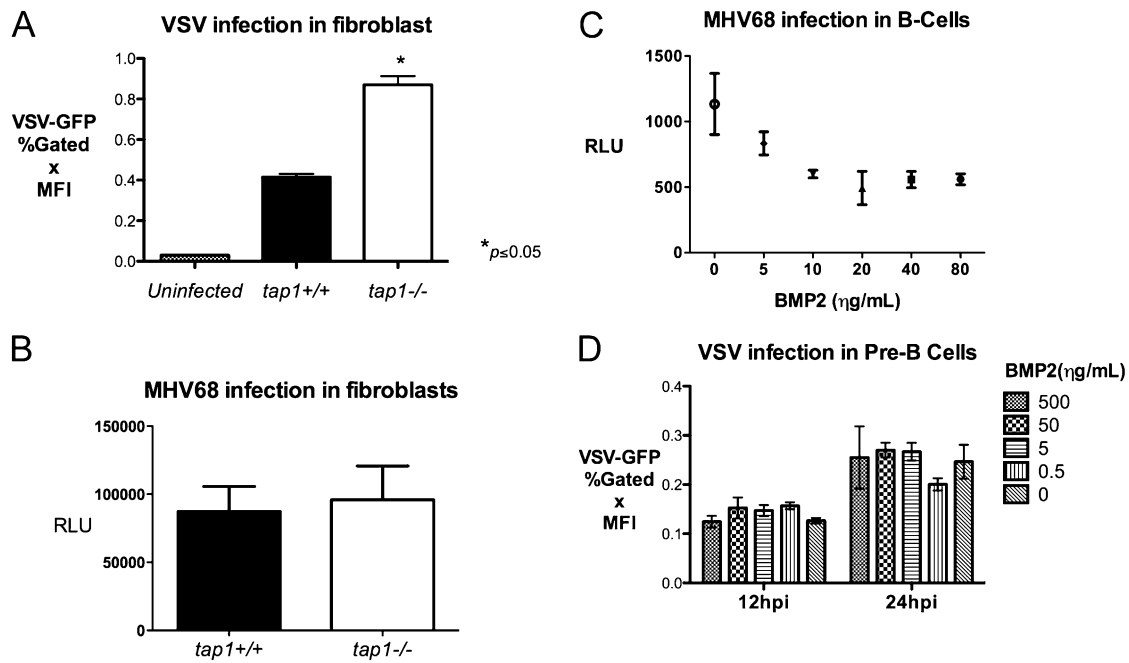 A
VSV infection in fibroblast
VSV-GFP
%Gated
x
MFI
1.0
0.8
0.6
0.4
0.2
0.0
*
Uninfected tap1+/+ tap1-/-
*p≤0.05
B
MHV68 infection in fibroblasts
RLU
150000
100000
50000
0
tap1+/+ tap1-/-
C
MHV68 infection in B-Cells
RLU
1500
1000
500
0
0 5 10 20 40 80
BMP2 (ηg/mL)
D
VSV infection in Pre-B Cells
VSV-GFP
%Gated
x
MFI
0.4
0.3
0.2
0.1
0.0
12hpi 24hpi
BMP2(ηg/mL)
500
50
5
0.5
0